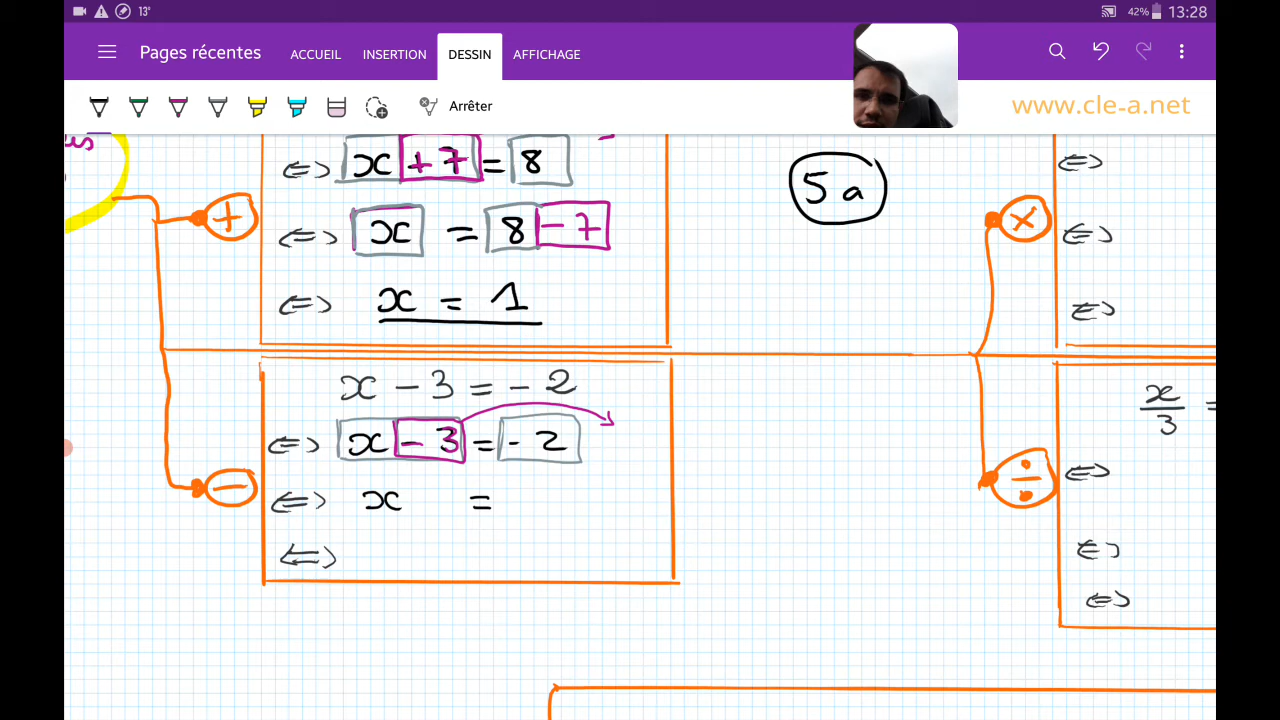 13° 42% 13:28
Pages récentes ACCUEIL INSERTION DESSIN AFFICHAGE
Arrêter
www.cle-a.net
⇔ x + 7 = 8
⇔ x = 8 - 7
⇔ x = 1
+
5a
×
⇔
⇔
⇔
x - 3 = - 2
⇔ x - 3 = - 2
⇔ x =
⇔
−
÷
x/3 =
⇔
⇔
⇔